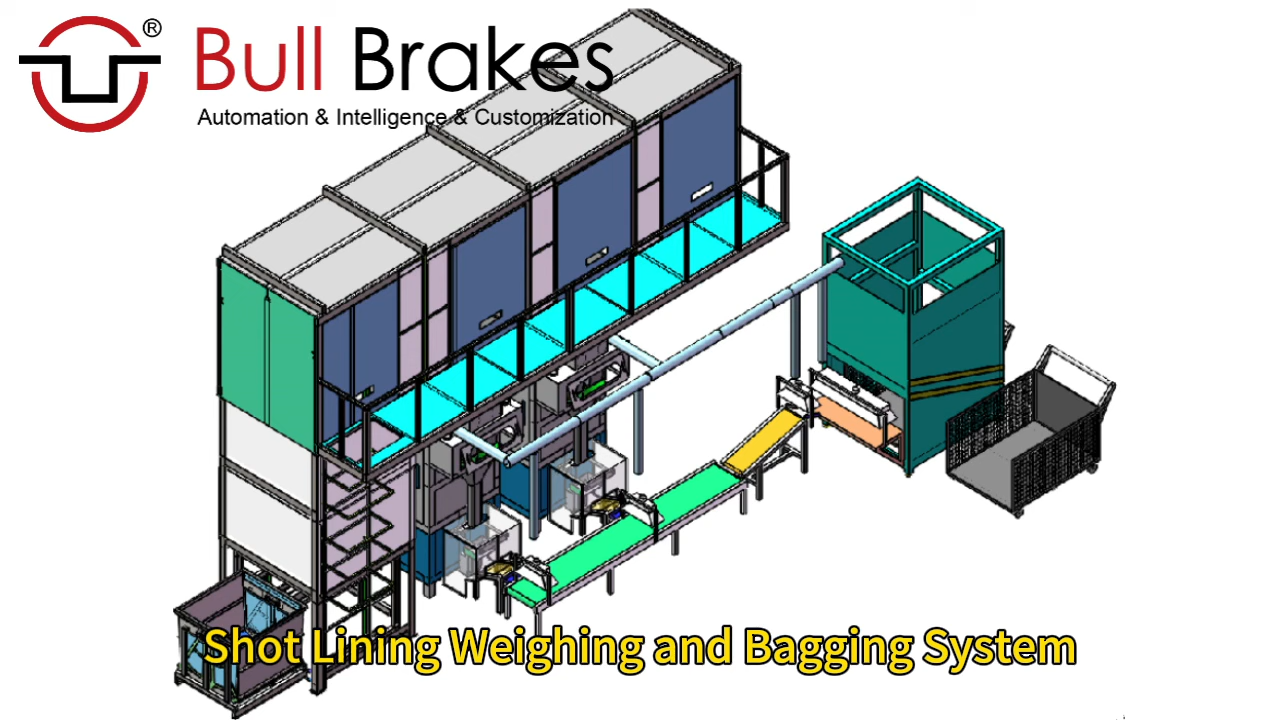 ®
Bull Brakes
Automation & Intelligence & Customization
Shot Lining Weighing and Bagging System